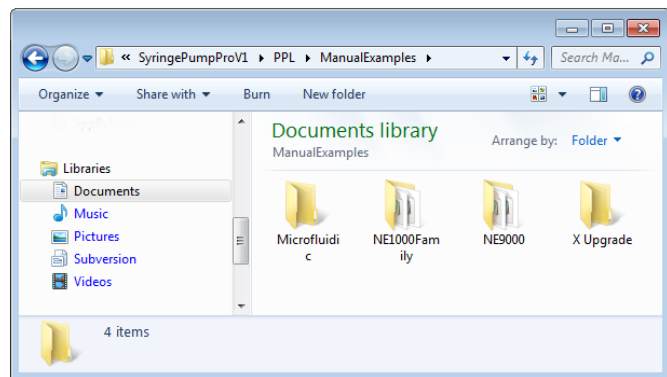 « SyringePumpProV1 ▸ PPL ▸ ManualExamples ▸
Search Ma...
Organize
Share with
Burn
New folder
Libraries
Documents
Music
Pictures
Subversion
Videos
Documents library
ManualExamples
Arrange by: Folder
Microfluidi
c
NE1000Fam
ily
NE9000
X Upgrade
4 items